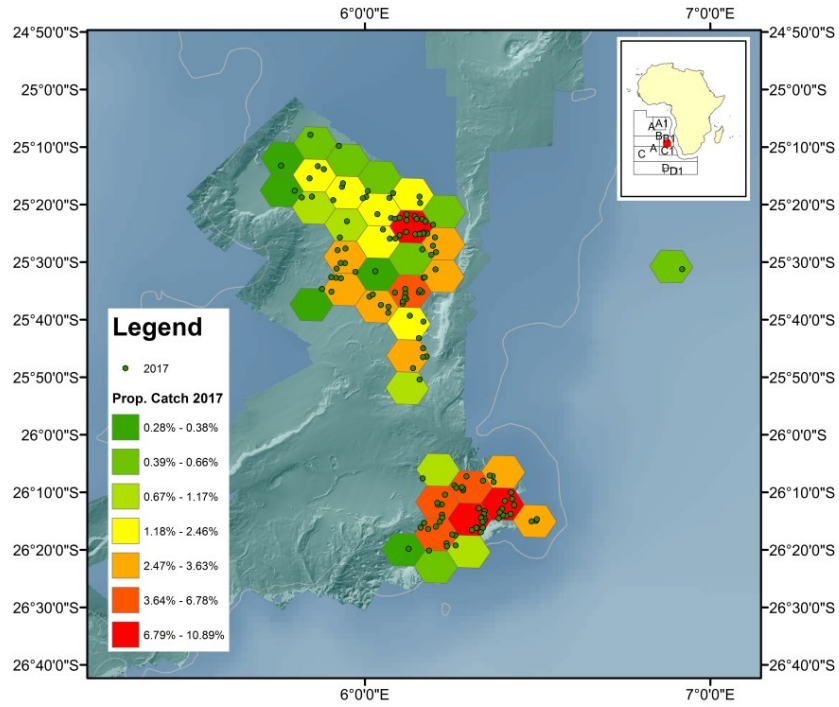 6°0'0"E 7°0'0"E
24°50'0"S 24°50'0"S
25°0'0"S 25°0'0"S
25°10'0"S 25°10'0"S
25°20'0"S 25°20'0"S
25°30'0"S 25°30'0"S
25°40'0"S 25°40'0"S
25°50'0"S 25°50'0"S
26°0'0"S 26°0'0"S
26°10'0"S 26°10'0"S
26°20'0"S 26°20'0"S
26°30'0"S 26°30'0"S
26°40'0"S 26°40'0"S
6°0'0"E 7°0'0"E
A A1
B B1
A
C C1
D D1
Legend
2017
Prop. Catch 2017
0.28% - 0.38%
0.39% - 0.66%
0.67% - 1.17%
1.18% - 2.46%
2.47% - 3.63%
3.64% - 6.78%
6.79% - 10.89%